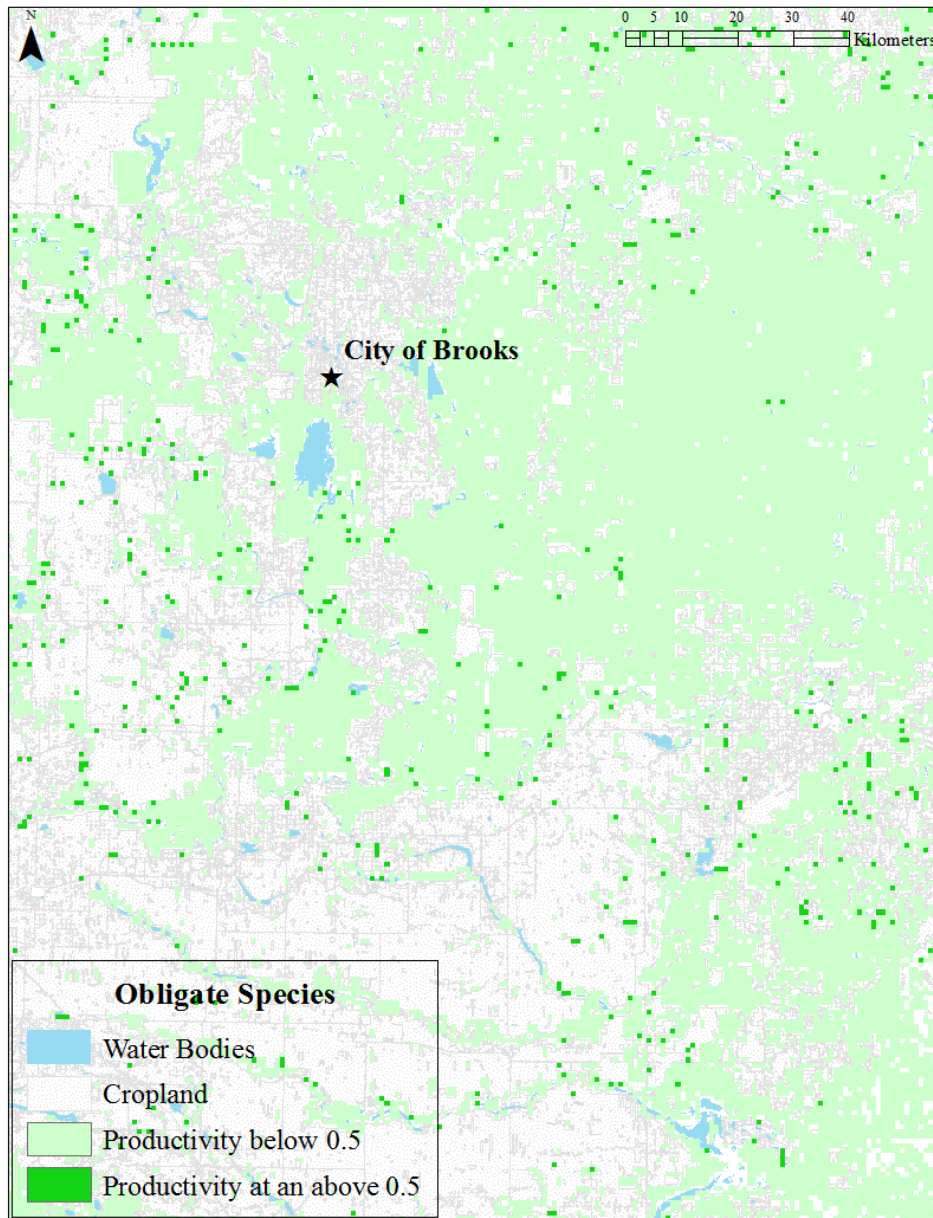 N
0 5 10 20 30 40
Kilometers
City of Brooks
Obligate Species
Water Bodies
Cropland
Productivity below 0.5
Productivity at an above 0.5